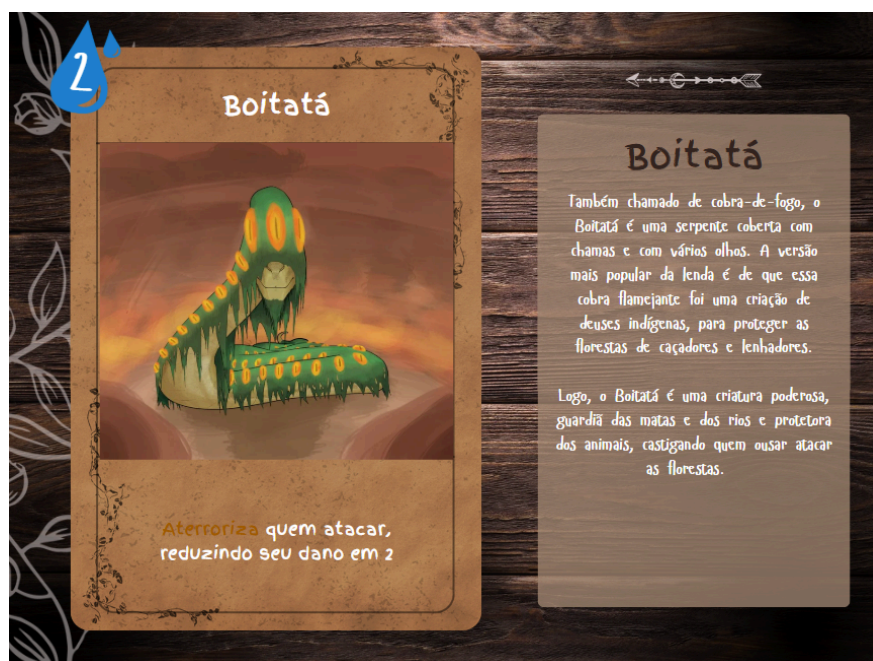 2
Boitatá
Aterroriza quem atacar,
reduzindo seu dano em 2
Boitatá
Também chamado de cobra-de-fogo, o
Boitatá é uma serpente coberta com
chamas e com vários olhos. A versão
mais popular da lenda é de que essa
cobra flamejante foi uma criação de
deuses indígenas, para proteger as
florestas de caçadores e lenhadores.
Logo, o Boitatá é uma criatura poderosa,
guardiã das matas e dos rios e protetora
dos animais, castigando quem ousar atacar
as florestas.